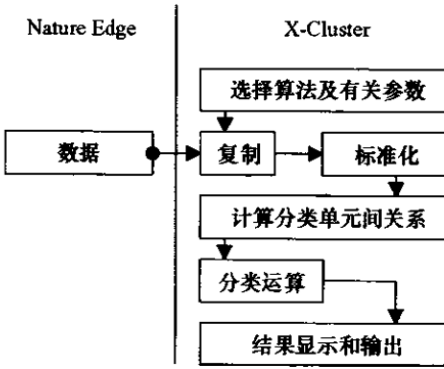 Nature Edge
X-Cluster
选择算法及有关参数
数据
复制
标准化
计算分类单元间关系
分类运算
结果显示和输出